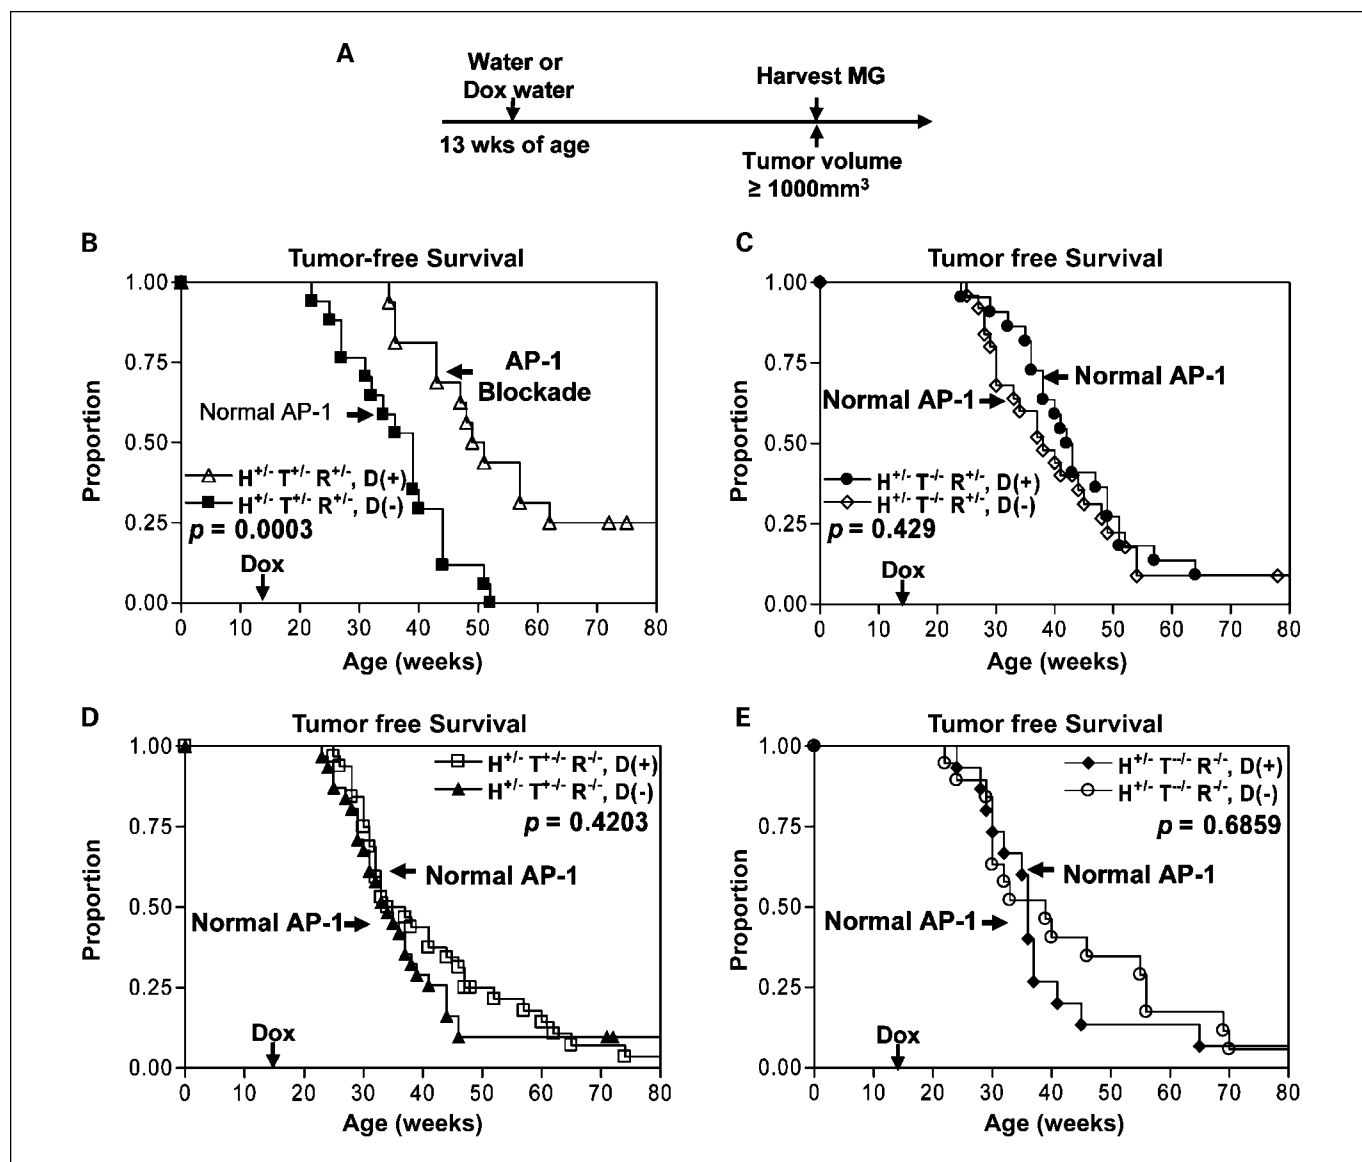 A
Water or
Dox water
Harvest MG
13 wks of age
Tumor volume
≥ 1000mm³
B
Tumor-free Survival
1.00
0.75
0.50
0.25
0.00
Proportion
AP-1
Blockade
Normal AP-1
H+/- T+/- R+/-, D(+)
H+/- T+/- R+/-, D(-)
p = 0.0003
Dox
0 10 20 30 40 50 60 70 80
Age (weeks)
C
Tumor free Survival
1.00
0.75
0.50
0.25
0.00
Proportion
Normal AP-1
Normal AP-1
H+/- T-/- R+/-, D(+)
H+/- T-/- R+/-, D(-)
p = 0.429
Dox
0 10 20 30 40 50 60 70 80
Age (weeks)
D
Tumor free Survival
1.00
0.75
0.50
0.25
0.00
Proportion
H+/- T+-/- R-/-, D(+)
H+/- T+-/- R-/-, D(-)
p = 0.4203
Normal AP-1
Normal AP-1
Dox
0 10 20 30 40 50 60 70 80
Age (weeks)
E
Tumor free Survival
1.00
0.75
0.50
0.25
0.00
Proportion
H+/- T--/- R-/-, D(+)
H+/- T--/- R-/-, D(-)
p = 0.6859
Normal AP-1
Normal AP-1
Dox
0 10 20 30 40 50 60 70 80
Age (weeks)